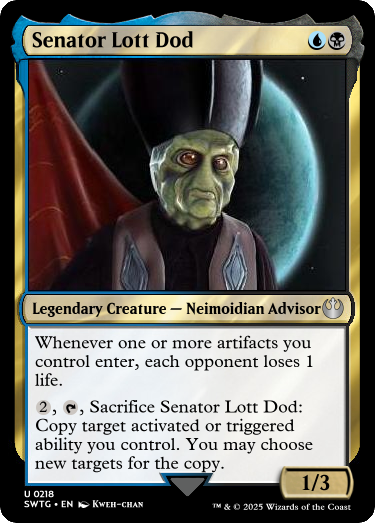 Senator Lott Dod
Legendary Creature — Neimoidian Advisor
Whenever one or more artifacts you
control enter, each opponent loses 1
life.
2, , Sacrifice Senator Lott Dod:
Copy target activated or triggered
ability you control. You may choose
new targets for the copy.
1/3
U 0218
SWTG • EN Kweh-chan
™ & © 2025 Wizards of the Coast